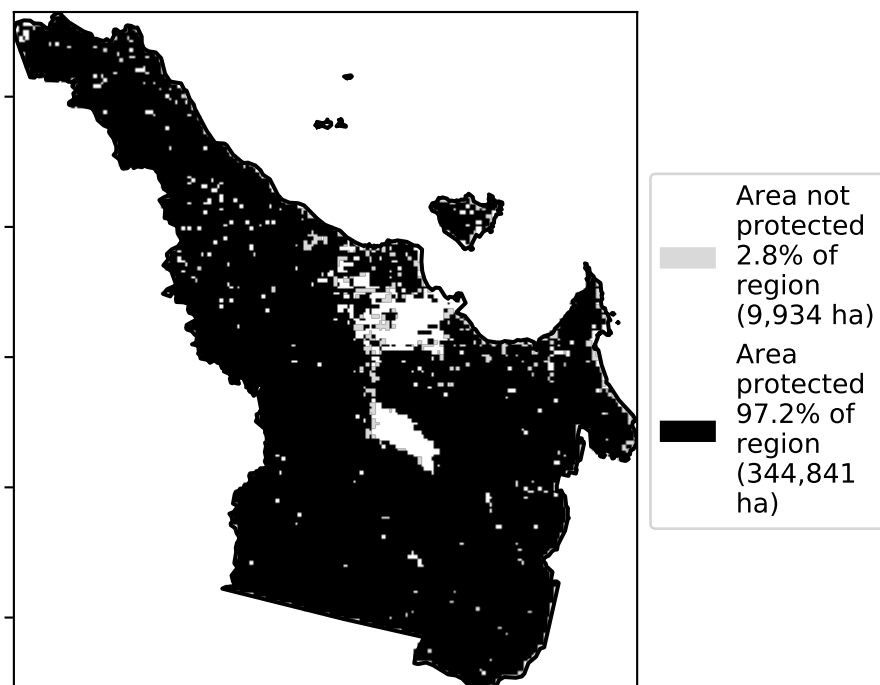 Area not
protected
2.8% of
region
(9,934 ha)
Area
protected
97.2% of
region
(344,841
ha)